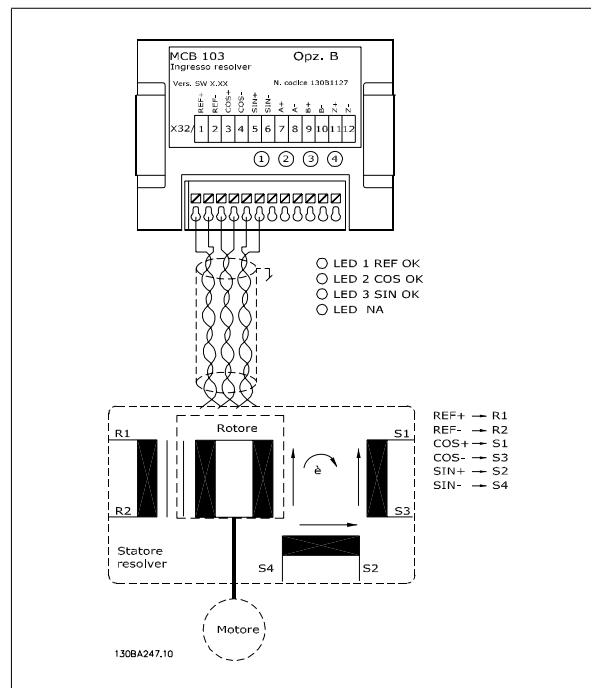 MCB 103 Opz. B
Ingresso resolver
Vers. SW X.XX N. codice 130B1127
REF+ REF- COS+ COS- SIN+ SIN- A+ A- B+ B- Z+ Z-
X32/ 1 2 3 4 5 6 7 8 9 10 11 12
1 2 3 4
LED 1 REF OK
LED 2 COS OK
LED 3 SIN OK
LED NA
REF+ → R1
REF- → R2
COS+ → S1
COS- → S3
SIN+ → S2
SIN- → S4
Rotore
R1 S1
è
R2 S3
Statore
resolver
S4 S2
Motore
130BA247.10